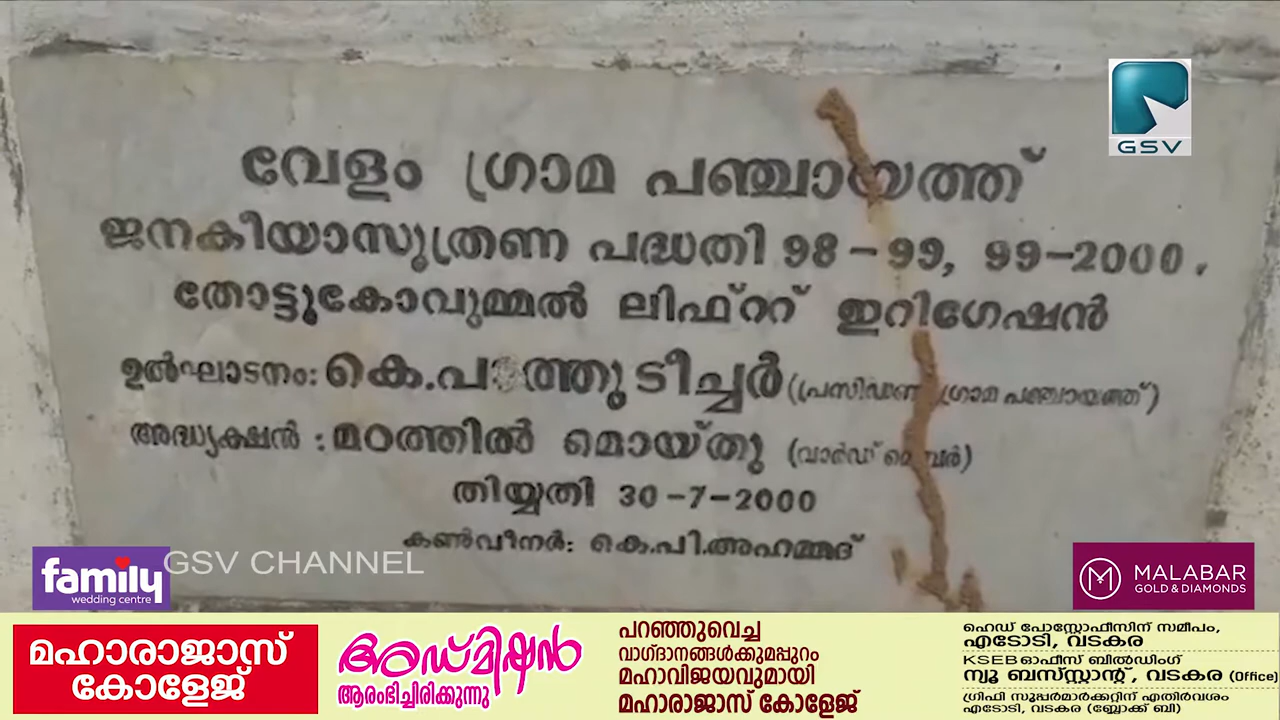 GSV
വേളം ഗ്രാമ പഞ്ചായത്ത്
ജനകീയാസൂത്രണ പദ്ധതി 98-99, 99-2000.
തോട്ടൂകോവുമ്മൽ ലിഫ്ററ് ഇറിഗേഷൻ
ഉൽഘാടനം: കെ.പാത്തു ടീച്ചർ (പ്രസിഡണ്ട് ഗ്രാമ പഞ്ചായത്ത്)
അദ്ധ്യക്ഷൻ : മഠത്തിൽ മൊയ്തു (വാർഡ് മെമ്പർ)
തിയ്യതി 30-7-2000
കൺവീനർ: കെ.പി.അഹമ്മദ്
GSV CHANNEL
family
wedding centre
MALABAR
GOLD & DIAMONDS
മഹാരാജാസ്
കോളേജ്
അഡ്മിഷൻ
ആരംഭിച്ചിരിക്കുന്നു
പറഞ്ഞുവെച്ച
വാഗ്ദാനങ്ങൾക്കുമപ്പുറം
മഹാവിജയവുമായി
മഹാരാജാസ് കോളേജ്
ഹെഡ് പോസ്റ്റോഫീസിന് സമീപം,
എടോടി, വടകര
KSEB ഓഫീസ് ബിൽഡിംഗ്
ന്യൂ ബസ്സ്റ്റാന്റ്, വടകര (Office)
ഗ്രിഫി സൂപ്പർമാർക്കറ്റിന് എതിർവശം
എടോടി, വടകര (ബ്ലോക്ക് ബി)